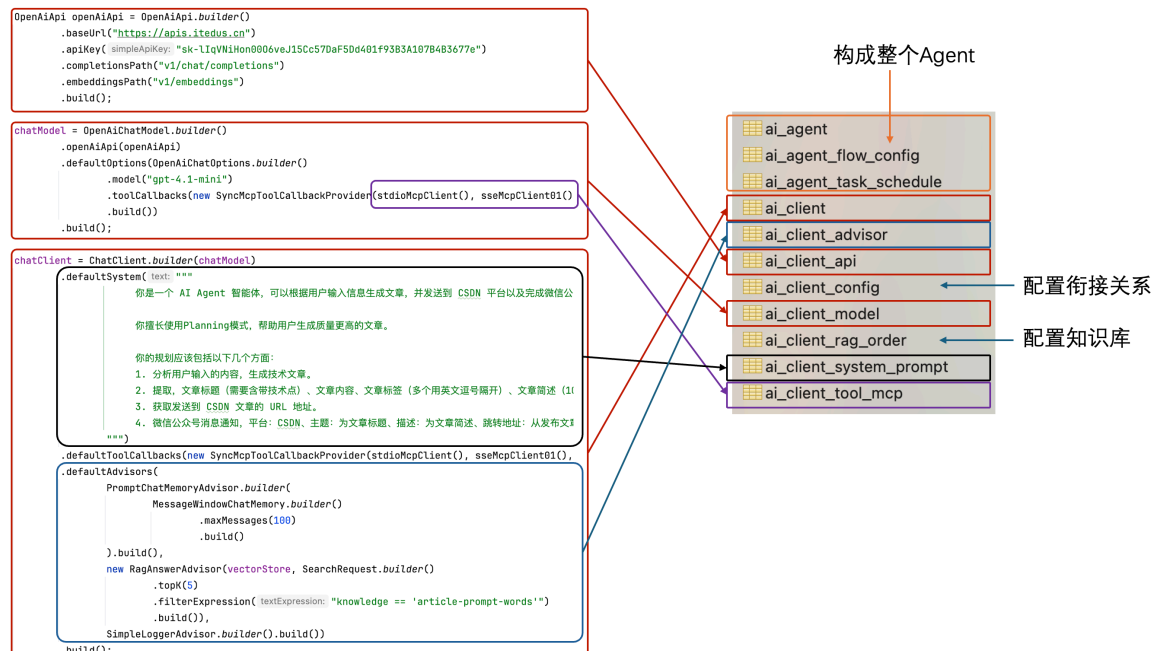 OpenAiApi openAiApi = OpenAiApi.builder()
.baseUrl("https://apis.itedus.cn")
.apiKey( simpleApiKey: "sk-lIqVNiHon00O6veJ15Cc57DaF5Dd401f93B3A107B4B3677e")
.completionsPath("v1/chat/completions")
.embeddingsPath("v1/embeddings")
.build();
chatModel = OpenAiChatModel.builder()
.openAiApi(openAiApi)
.defaultOptions(OpenAiChatOptions.builder()
.model("gpt-4.1-mini")
.toolCallbacks(new SyncMcpToolCallbackProvider(stdioMcpClient(), sseMcpClient01()
.build())
.build();
chatClient = ChatClient.builder(chatModel)
.defaultSystem( text: """
你是一个 AI Agent 智能体，可以根据用户输入信息生成文章，并发送到 CSDN 平台以及完成微信公
你擅长使用Planning模式，帮助用户生成质量更高的文章。
你的规划应该包括以下几个方面：
1. 分析用户输入的内容，生成技术文章。
2. 提取，文章标题（需要含带技术点）、文章内容、文章标签（多个用英文逗号隔开）、文章简述（10
3. 获取发送到 CSDN 文章的 URL 地址。
4. 微信公众号消息通知，平台：CSDN、主题：为文章标题、描述：为文章简述、跳转地址：从发布文章
""")
.defaultToolCallbacks(new SyncMcpToolCallbackProvider(stdioMcpClient(), sseMcpClient01(),
.defaultAdvisors(
PromptChatMemoryAdvisor.builder(
MessageWindowChatMemory.builder()
.maxMessages(100)
.build()
).build(),
new RagAnswerAdvisor(vectorStore, SearchRequest.builder()
.topK(5)
.filterExpression( textExpression: "knowledge == 'article-prompt-words'")
.build()),
SimpleLoggerAdvisor.builder().build())
.build();
构成整个Agent
ai_agent
ai_agent_flow_config
ai_agent_task_schedule
ai_client
ai_client_advisor
ai_client_api
ai_client_config
ai_client_model
ai_client_rag_order
ai_client_system_prompt
ai_client_tool_mcp
配置衔接关系
配置知识库